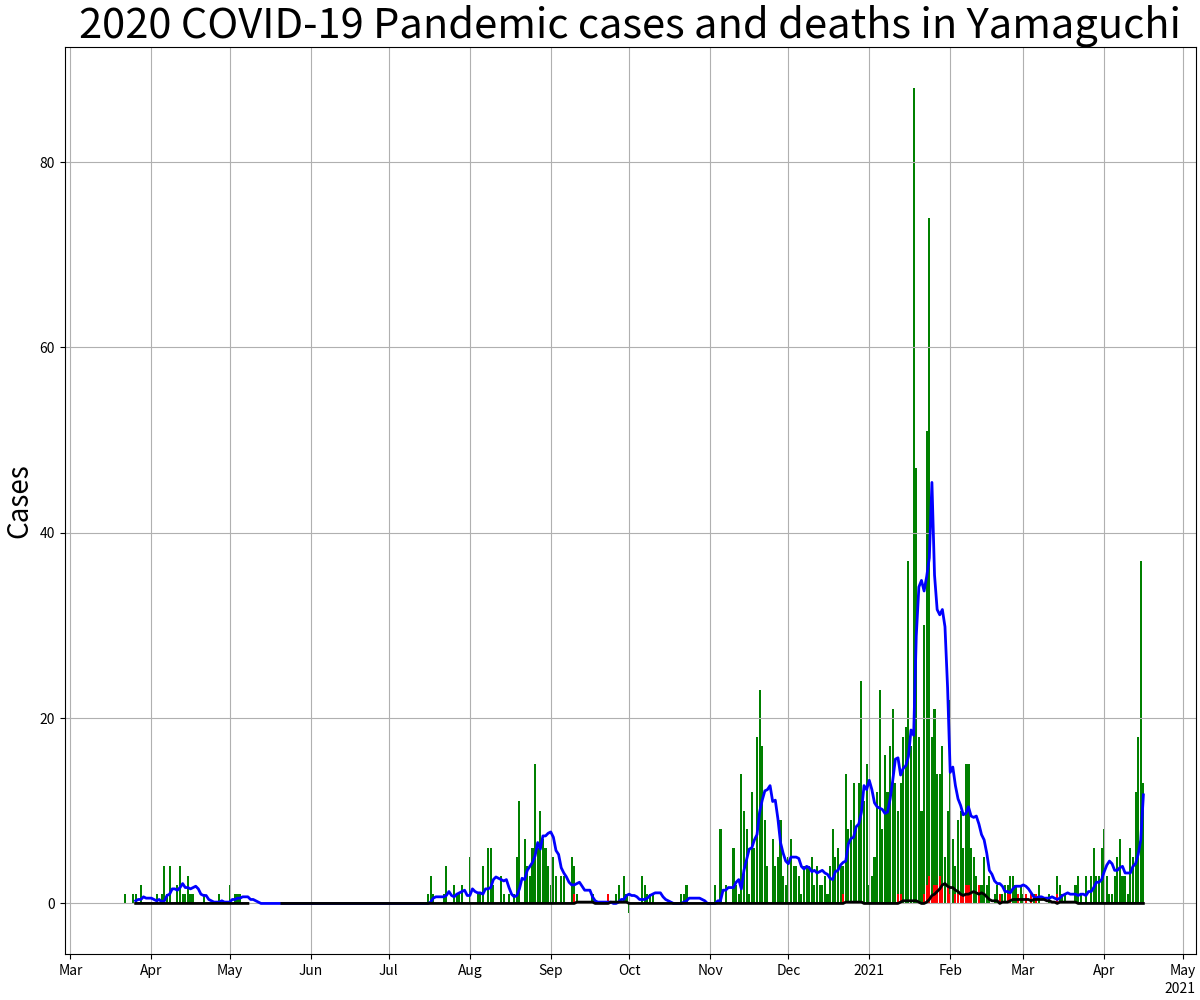 2020 COVID-19 Pandemic cases and deaths in Yamaguchi
Cases
80
60
40
20
0
Mar Apr May Jun Jul Aug Sep Oct Nov Dec 2021 Feb Mar Apr May
2021